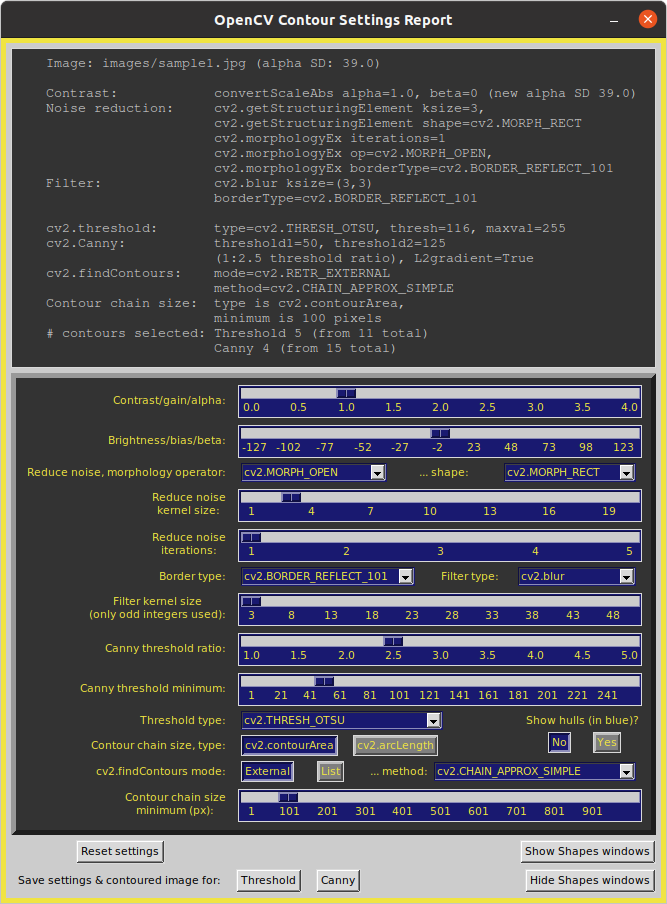 OpenCV Contour Settings Report
Image: images/sample1.jpg (alpha SD: 39.0)
Contrast: convertScaleAbs alpha=1.0, beta=0 (new alpha SD 39.0)
Noise reduction: cv2.getStructuringElement ksize=3,
cv2.getStructuringElement shape=cv2.MORPH_RECT
cv2.morphologyEx iterations=1
cv2.morphologyEx op=cv2.MORPH_OPEN,
cv2.morphologyEx borderType=cv2.BORDER_REFLECT_101
Filter: cv2.blur ksize=(3,3)
borderType=cv2.BORDER_REFLECT_101
cv2.threshold: type=cv2.THRESH_OTSU, thresh=116, maxval=255
cv2.Canny: threshold1=50, threshold2=125
(1:2.5 threshold ratio), L2gradient=True
cv2.findContours: mode=cv2.RETR_EXTERNAL
method=cv2.CHAIN_APPROX_SIMPLE
Contour chain size: type is cv2.contourArea,
minimum is 100 pixels
# contours selected: Threshold 5 (from 11 total)
Canny 4 (from 15 total)
Contrast/gain/alpha:
0.0 0.5 1.0 1.5 2.0 2.5 3.0 3.5 4.0
Brightness/bias/beta:
-127 -102 -77 -52 -27 -2 23 48 73 98 123
Reduce noise, morphology operator: cv2.MORPH_OPEN ... shape: cv2.MORPH_RECT
Reduce noise
kernel size: 1 4 7 10 13 16 19
Reduce noise
iterations: 1 2 3 4 5
Border type: cv2.BORDER_REFLECT_101 Filter type: cv2.blur
Filter kernel size
(only odd integers used): 3 8 13 18 23 28 33 38 43 48
Canny threshold ratio:
1.0 1.5 2.0 2.5 3.0 3.5 4.0 4.5 5.0
Canny threshold minimum:
1 21 41 61 81 101 121 141 161 181 201 221 241
Threshold type: cv2.THRESH_OTSU Show hulls (in blue)?
Contour chain size, type: cv2.contourArea cv2.arcLength No Yes
cv2.findContours mode: External List ... method: cv2.CHAIN_APPROX_SIMPLE
Contour chain size
minimum (px): 1 101 201 301 401 501 601 701 801 901
Reset settings Show Shapes windows
Save settings & contoured image for: Threshold Canny Hide Shapes windows